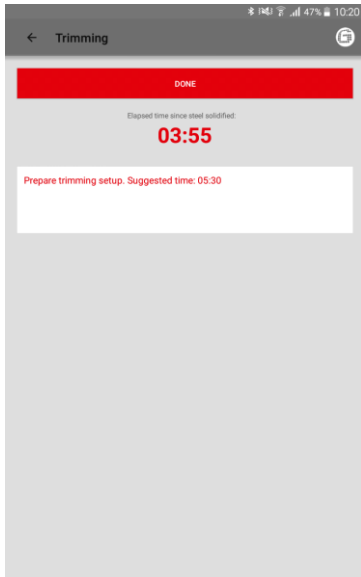 47% 10:20
Trimming
DONE
Elapsed time since steel solidified:
03:55
Prepare trimming setup. Suggested time: 05:30